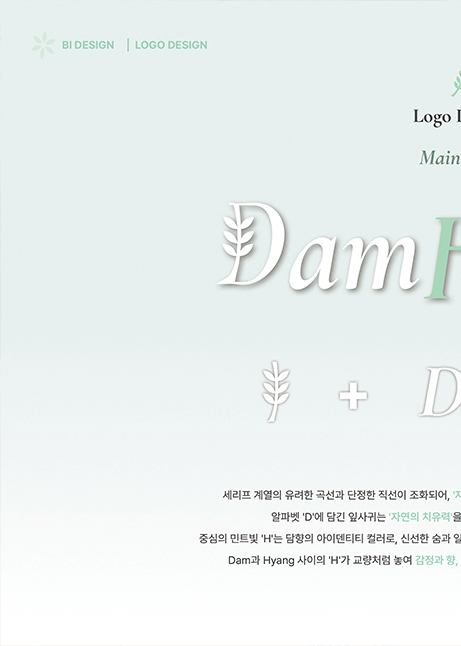 BI DESIGN | LOGO DESIGN
Logo
Main
Dam
+ D
세리프 계열의 유려한 곡선과 단정한 직선이 조화되어,
알파벳 'D'에 담긴 잎사귀는 '자연의 치유력'을
중심의 민트빛 'H'는 담향의 아이덴티티 컬러로, 신선한 숨과
Dam과 Hyang 사이의 'H'가 교량처럼 놓여 감정과 향,